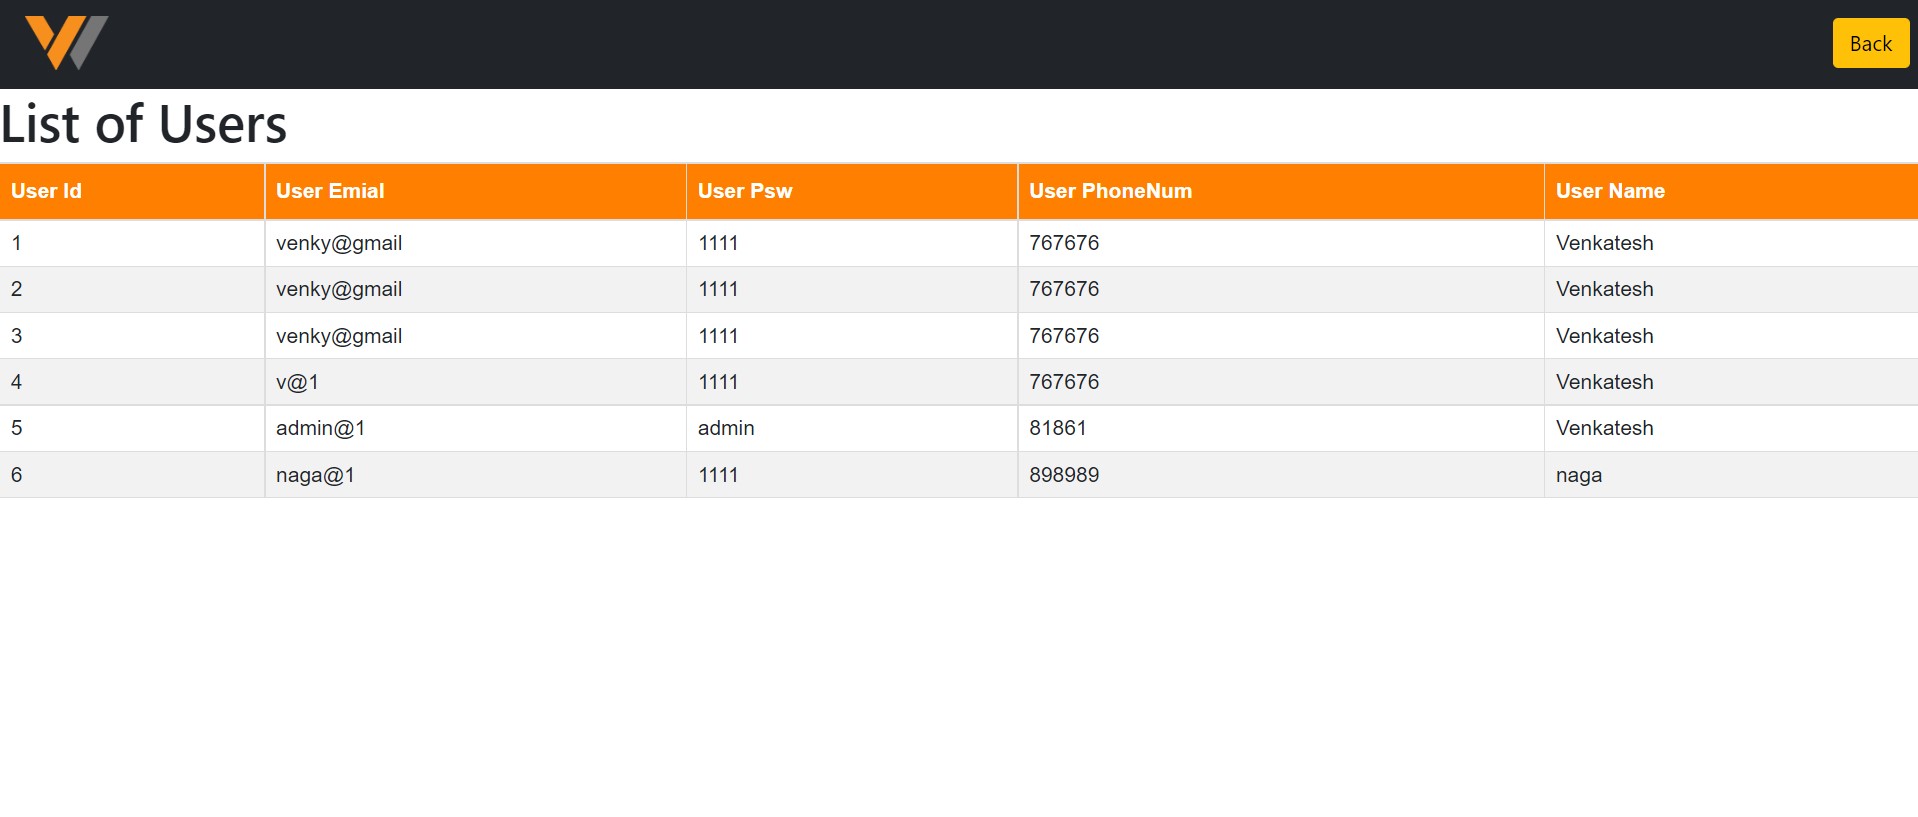 Back
List of Users
User Id User Emial User Psw User PhoneNum User Name
1 venky@gmail 1111 767676 Venkatesh
2 venky@gmail 1111 767676 Venkatesh
3 venky@gmail 1111 767676 Venkatesh
4 v@1 1111 767676 Venkatesh
5 admin@1 admin 81861 Venkatesh
6 naga@1 1111 898989 naga